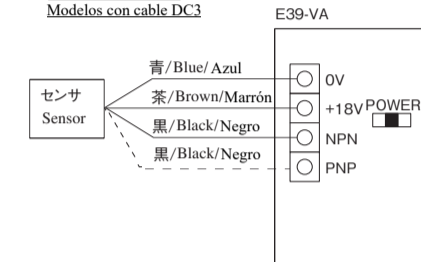 Modelos con cable DC3
E39-VA
青/Blue/Azul
0V
センサ
Sensor
茶/Brown/Marrón
+18V
POWER
黒/Black/Negro
NPN
黒/Black/Negro
PNP